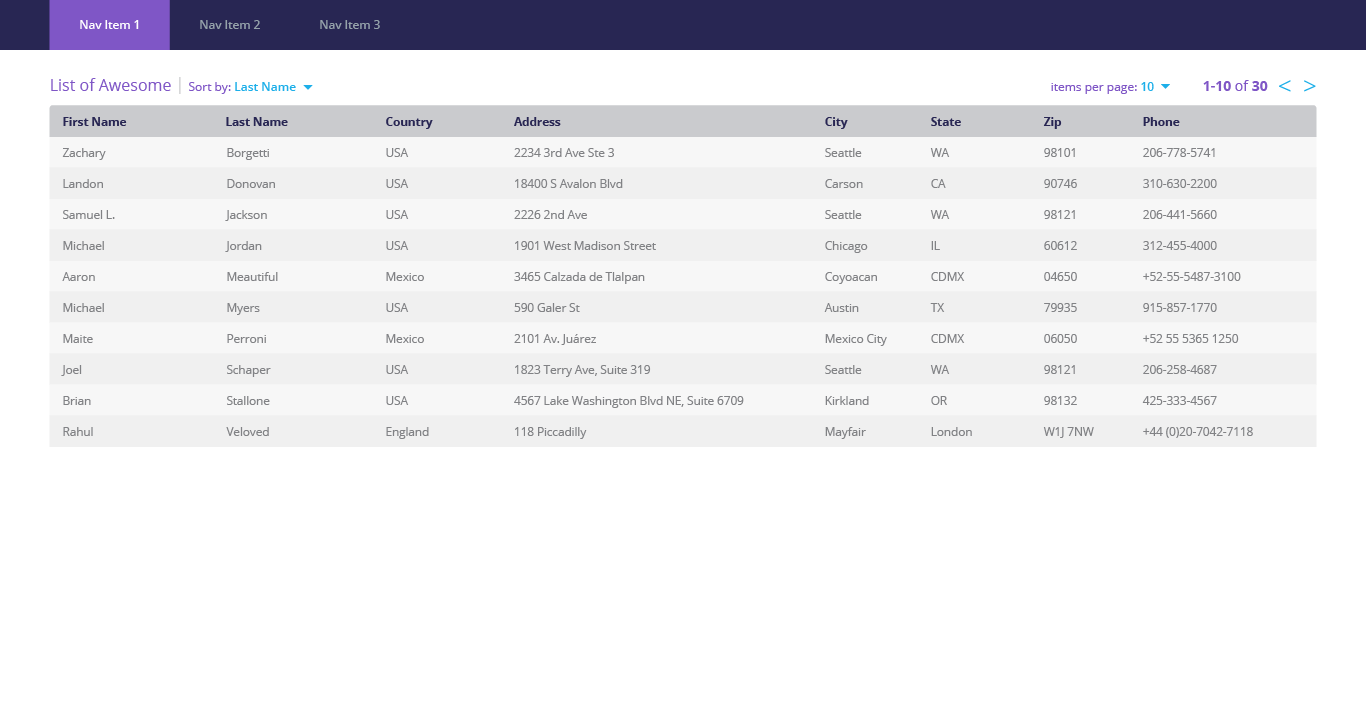 Nav Item 1 Nav Item 2 Nav Item 3
List of Awesome Sort by: Last Name items per page: 10 1-10 of 30 < >
First Name Last Name Country Address City State Zip Phone
Zachary Borgetti USA 2234 3rd Ave Ste 3 Seattle WA 98101 206-778-5741
Landon Donovan USA 18400 S Avalon Blvd Carson CA 90746 310-630-2200
Samuel L. Jackson USA 2226 2nd Ave Seattle WA 98121 206-441-5660
Michael Jordan USA 1901 West Madison Street Chicago IL 60612 312-455-4000
Aaron Meautiful Mexico 3465 Calzada de Tlalpan Coyoacan CDMX 04650 +52-55-5487-3100
Michael Myers USA 590 Galer St Austin TX 79935 915-857-1770
Maite Perroni Mexico 2101 Av. Juárez Mexico City CDMX 06050 +52 55 5365 1250
Joel Schaper USA 1823 Terry Ave, Suite 319 Seattle WA 98121 206-258-4687
Brian Stallone USA 4567 Lake Washington Blvd NE, Suite 6709 Kirkland OR 98132 425-333-4567
Rahul Veloved England 118 Piccadilly Mayfair London W1J 7NW +44 (0)20-7042-7118